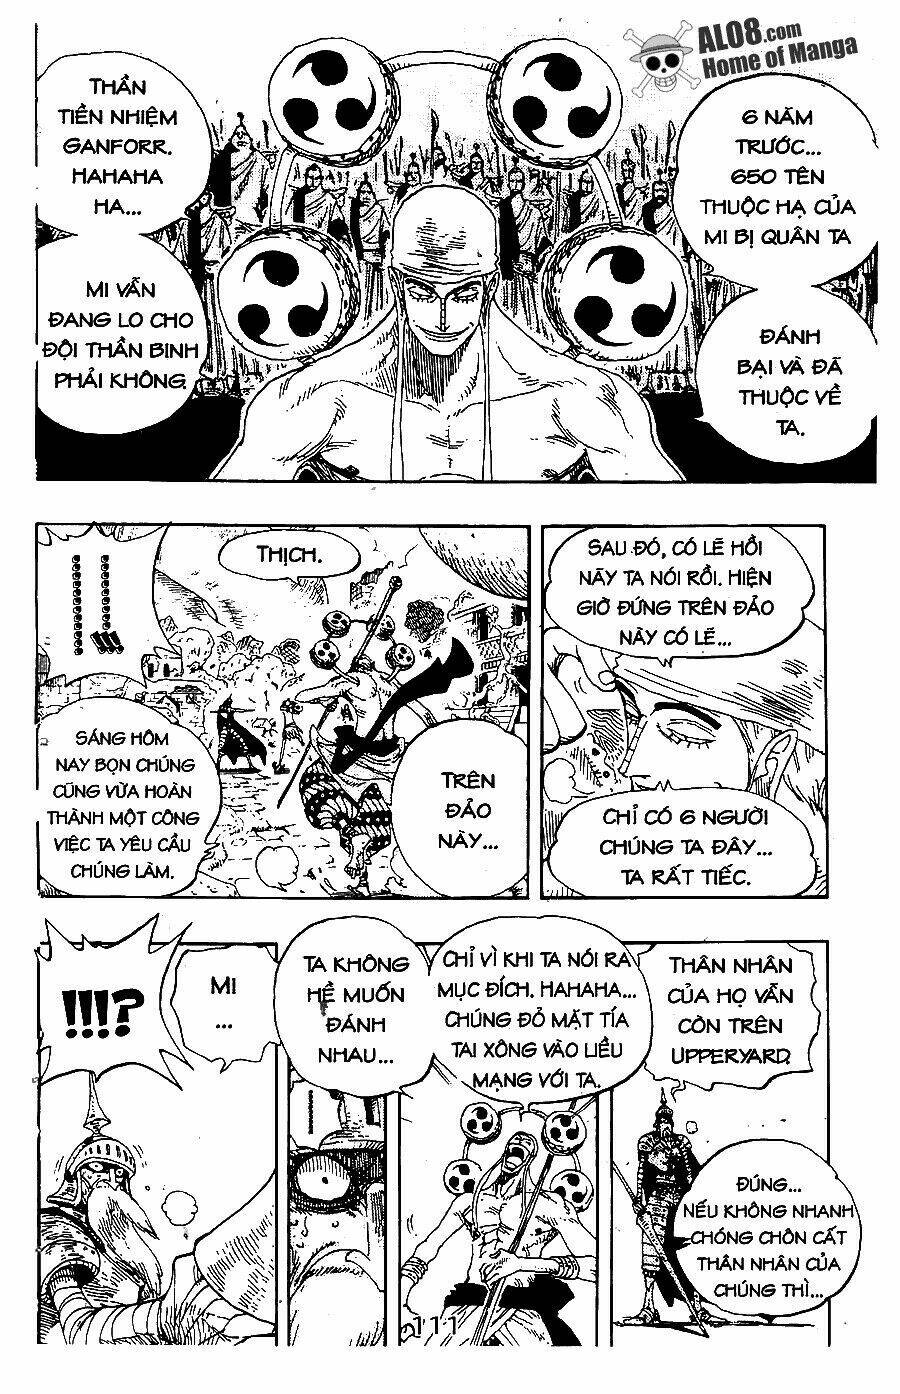 AL08.com
Home of Manga
6 NĂM
TRƯỚC...
650 TÊN
THUỘC HẠ CỦA
MI BỊ QUÂN TA
ĐÁNH
BẠI VÀ ĐÃ
THUỘC VỀ
TA.
THẦN
TIỀN NHIỆM
GANFORR.
HAHAHA
HA...
MI VẪN
ĐANG LO CHO
ĐỘI THẦN BINH
PHẢI KHÔNG.
SAU ĐÓ, CÓ LẼ HỒI
NÃY TA NÓI RỒI. HIỆN
GIỜ ĐỨNG TRÊN ĐẢO
NÀY CÓ LẼ...
CHỈ CÓ 6 NGƯỜI
CHÚNG TA ĐÂY...
TA RẤT TIẾC.
THỊCH.
TRÊN
ĐẢO
NÀY...
!!
SÁNG HÔM
NAY BỌN CHÚNG
CŨNG VỪA HOÀN
THÀNH MỘT CÔNG
VIỆC TA YÊU CẦU
CHÚNG LÀM.
THÂN NHÂN
CỦA HỌ VẪN
CÒN TRÊN
UPPERYARD.
ĐÚNG...
NẾU KHÔNG NHANH
CHÓNG CHÔN CẤT
THÂN NHÂN CỦA
CHÚNG THÌ...
CHỈ VÌ KHI TA NÓI RA
MỤC ĐÍCH. HAHAHA...
CHÚNG ĐỎ MẶT TÍA
TAI XÔNG VÀO LIỀU
MẠNG VỚI TA.
TA KHÔNG
HỀ MUỐN
ĐÁNH
NHAU...
MI
...
!!!?
111